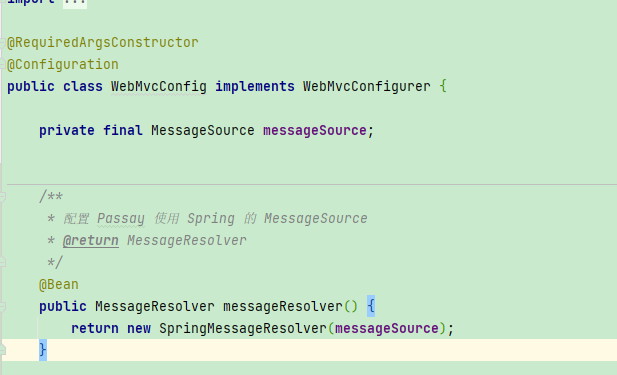 import ...
@RequiredArgsConstructor
@Configuration
public class WebMvcConfig implements WebMvcConfigurer {
private final MessageSource messageSource;
/**
* 配置 Passay 使用 Spring 的 MessageSource
* @return MessageResolver
*/
@Bean
public MessageResolver messageResolver() {
return new SpringMessageResolver(messageSource);
}